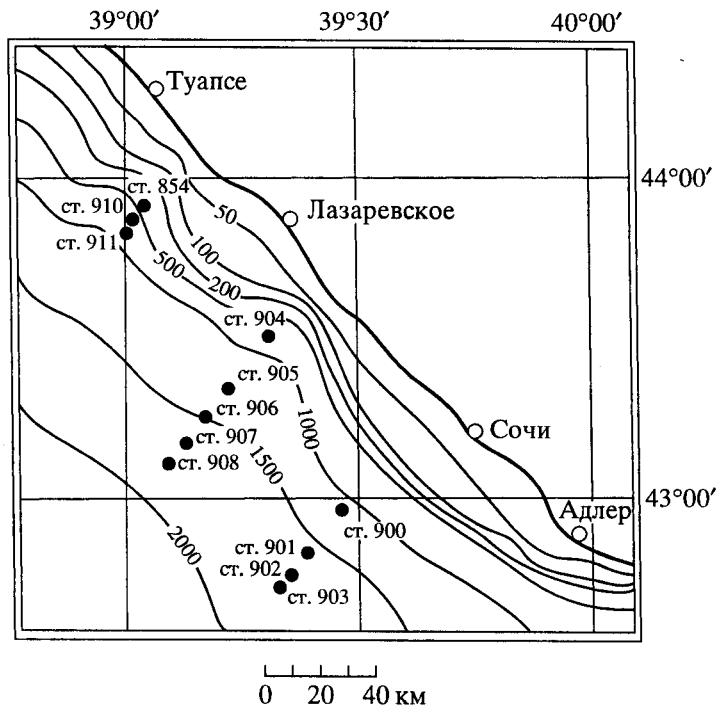 39°00′ 39°30′ 40°00′
Туапсе
44°00′
ст. 854
ст. 910
ст. 911
50
Лазаревское
100
200
500
ст. 904
ст. 905
ст. 906
1000
ст. 907
Сочи
ст. 908
1500
43°00′
Адлер
ст. 900
2000
ст. 901
ст. 902
ст. 903
0 20 40 км